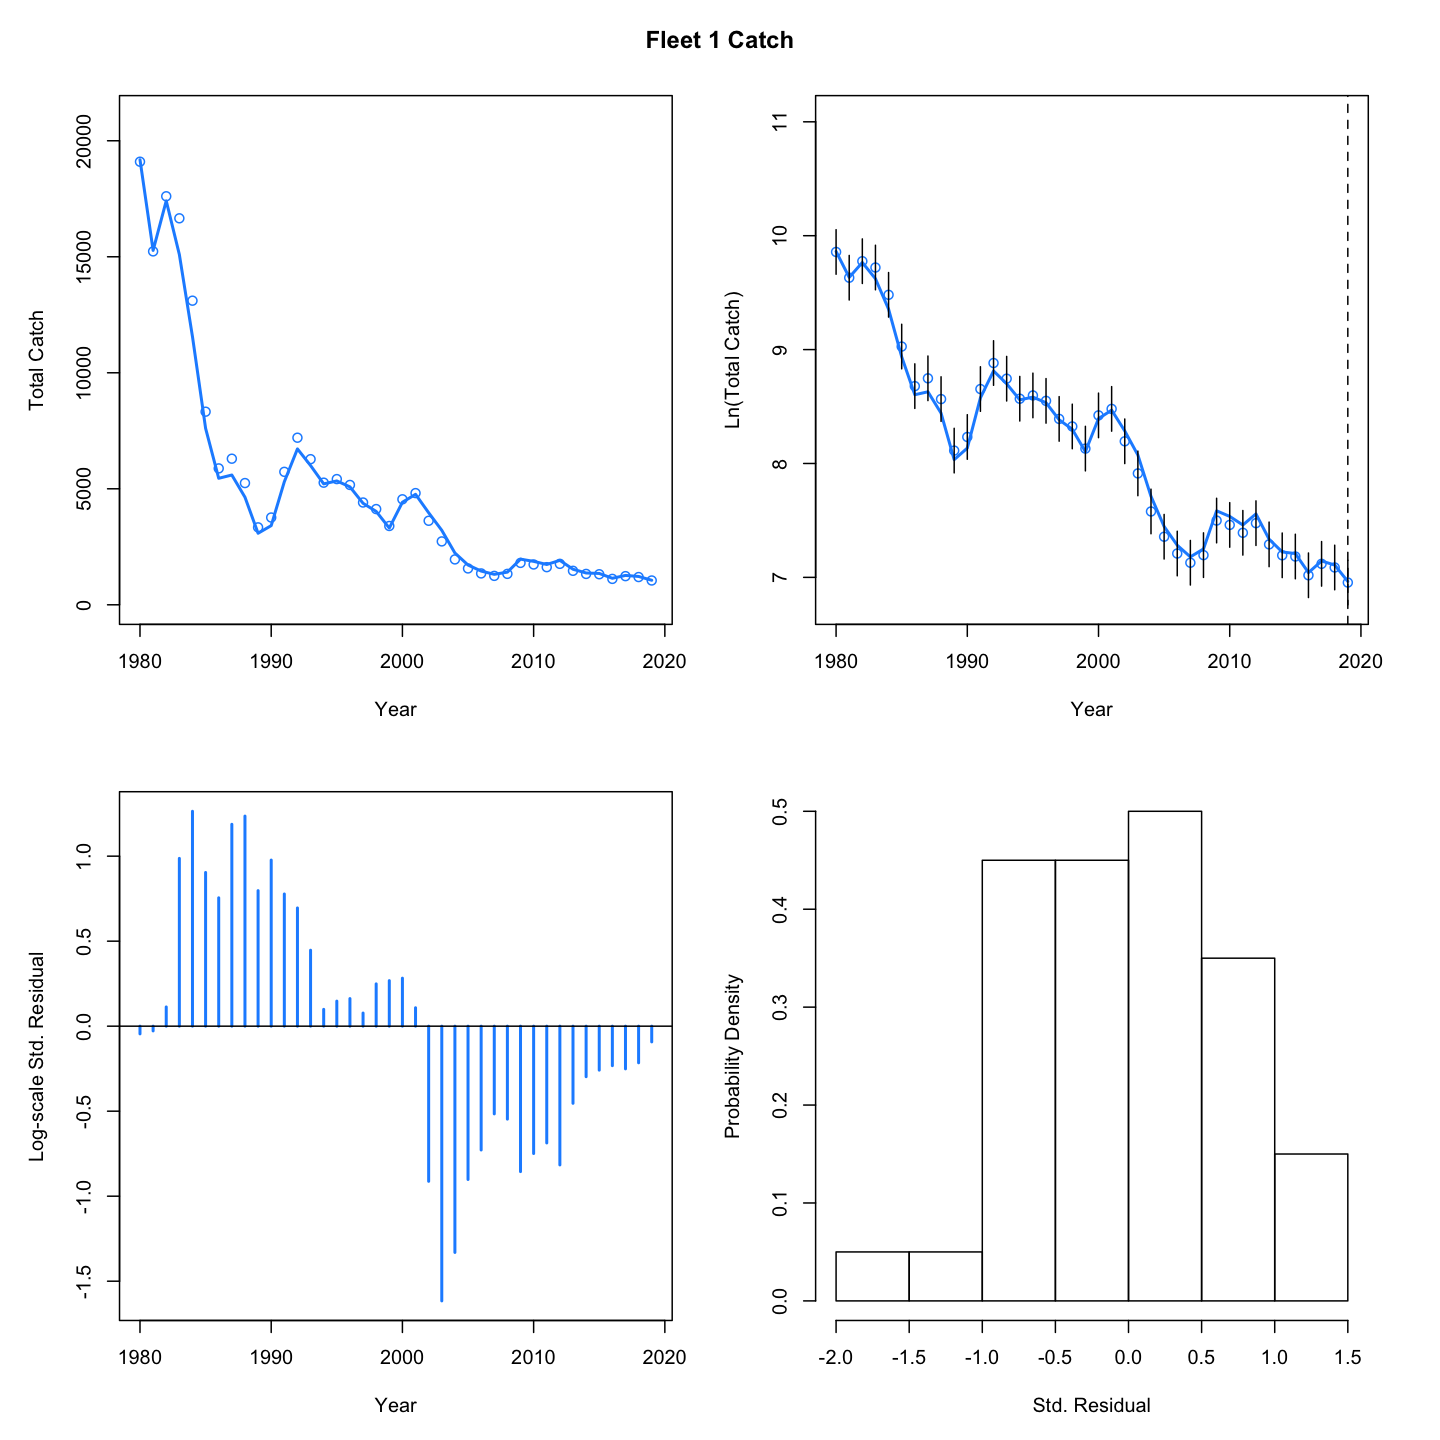 Fleet 1 Catch
Total Catch
0 5000 10000 15000 20000
1980 1990 2000 2010 2020
Year
Ln(Total Catch)
7 8 9 10 11
1980 1990 2000 2010 2020
Year
Log-scale Std. Residual
-1.5 -1.0 -0.5 0.0 0.5 1.0
1980 1990 2000 2010 2020
Year
Probability Density
0.0 0.1 0.2 0.3 0.4 0.5
-2.0 -1.5 -1.0 -0.5 0.0 0.5 1.0 1.5
Std. Residual